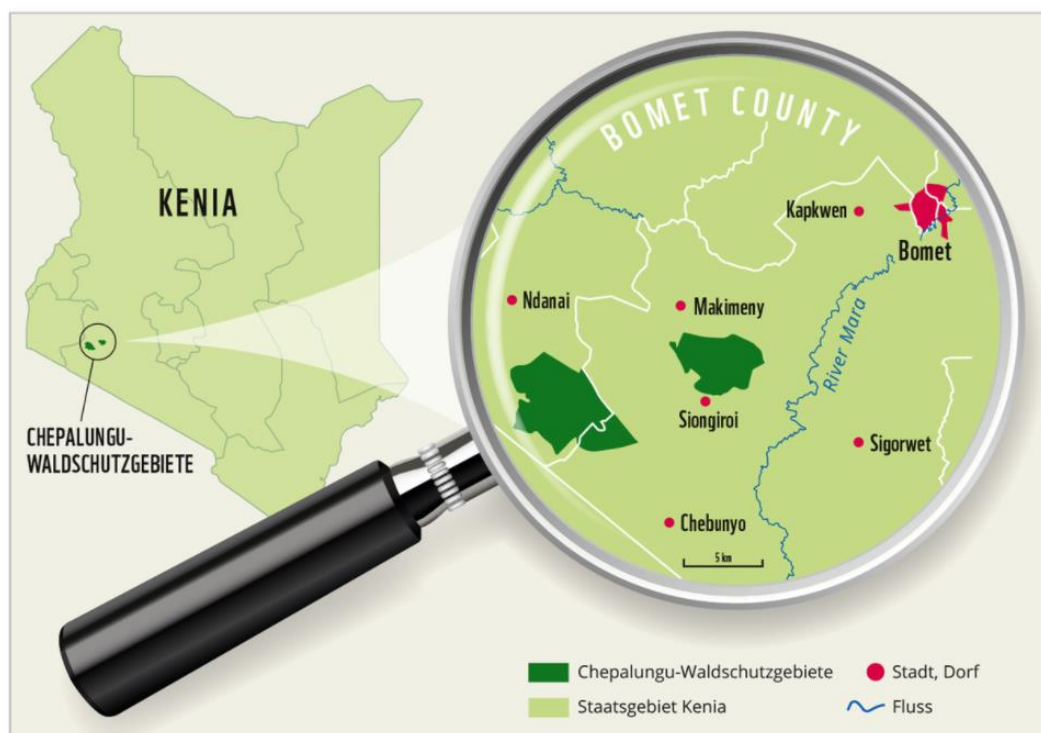 KENIA
CHEPALUNGU-
WALDSCHUTZGEBIETE
BOMET COUNTY
Kapkwen
Bomet
Ndanai
Makimeny
River Mara
Siongiroi
Sigorwet
Chebunyo
5 km
Chepalungu-Waldschutzgebiete
Stadt, Dorf
Staatsgebiet Kenia
Fluss